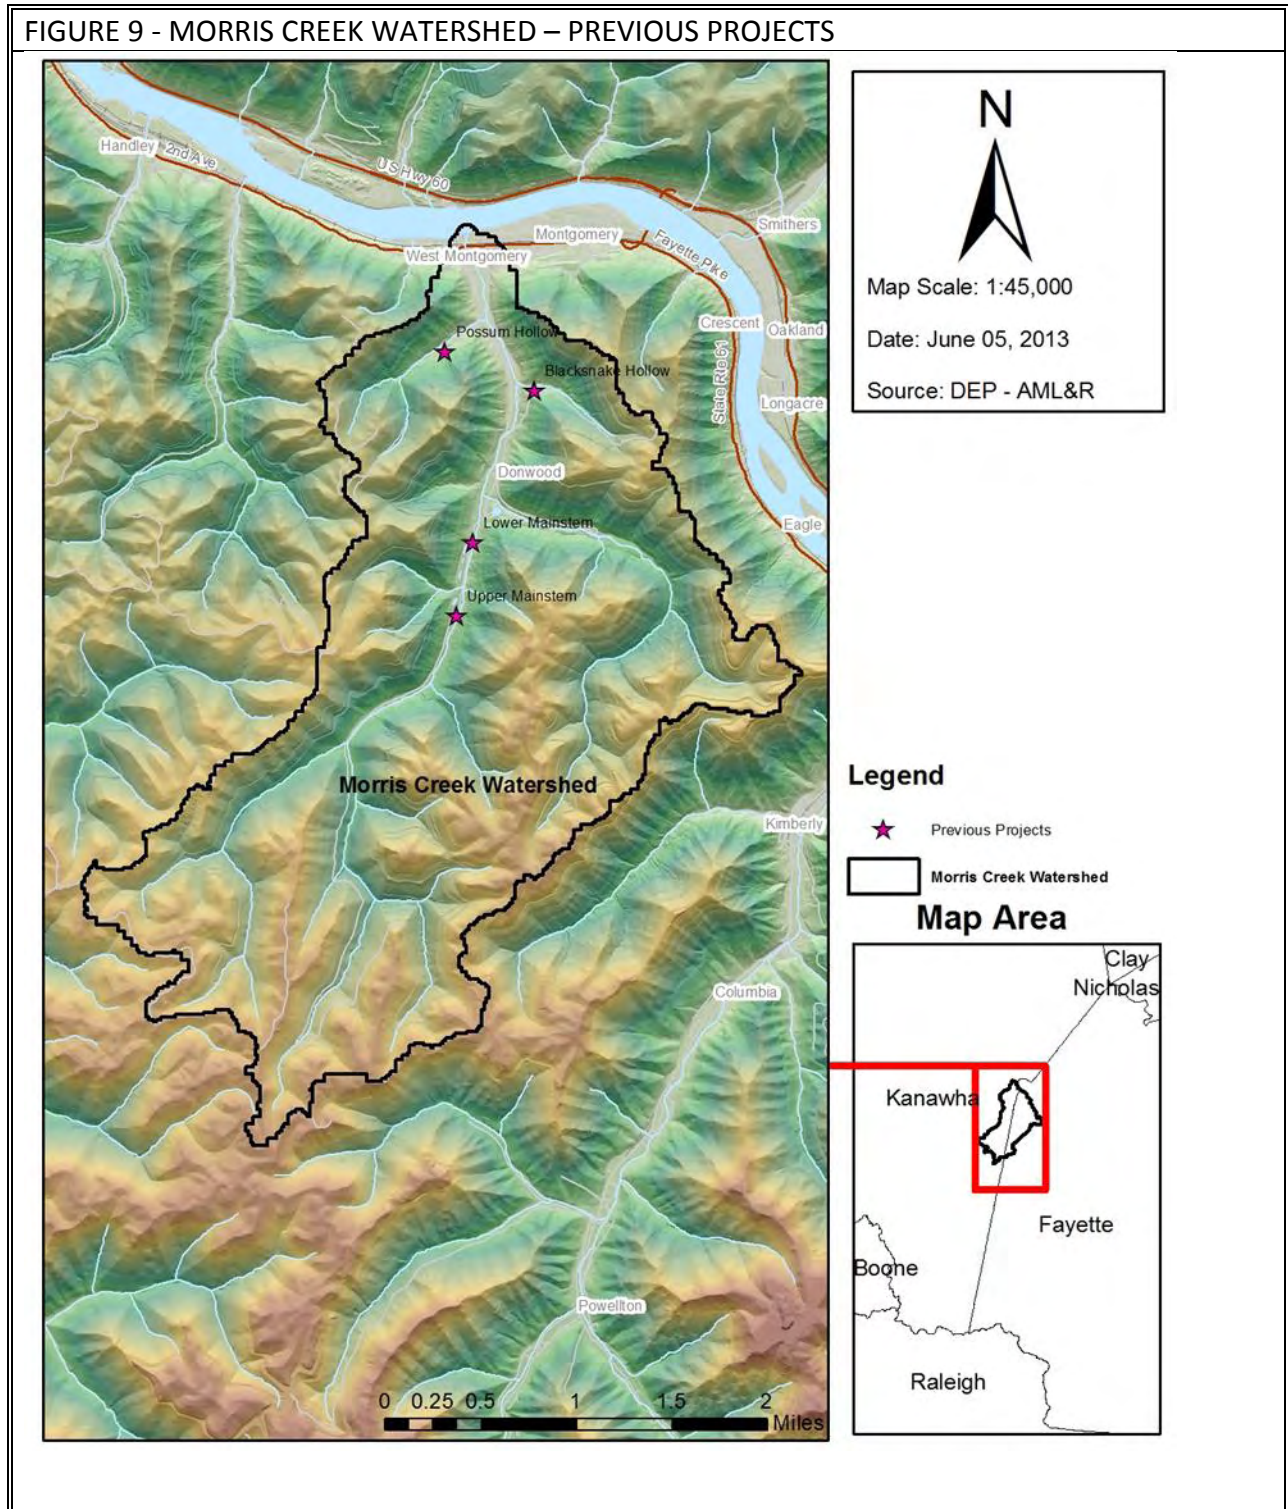 FIGURE 9 - MORRIS CREEK WATERSHED – PREVIOUS PROJECTS
Handley
2nd Ave
US Hwy 60
West Montgomery
Montgomery
Fayette Pike
Smithers
Crescent
Oakland
State Rte 61
Longacre
Eagle
Possum Hollow
Blacksnake Hollow
Donwood
Lower Mainstem
Upper Mainstem
Morris Creek Watershed
Kimberly
Columbia
Powellton
0 0.25 0.5 1 1.5 2
Miles
N
Map Scale: 1:45,000
Date: June 05, 2013
Source: DEP - AML&R
Legend
Previous Projects
Morris Creek Watershed
Map Area
Clay
Nicholas
Kanawha
Fayette
Boone
Raleigh